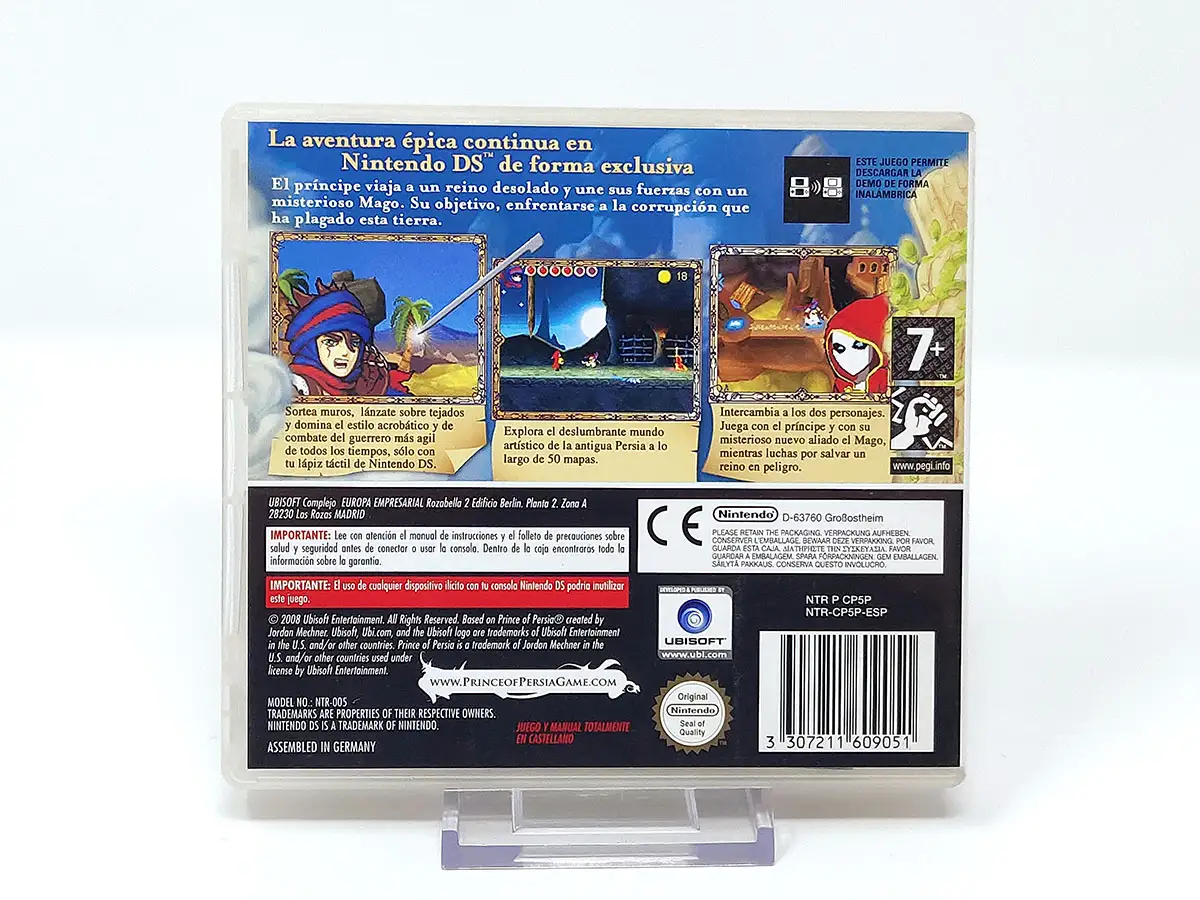 La aventura épica continua en
Nintendo DS™ de forma exclusiva
El príncipe viaja a un reino desolado y une sus fuerzas con un
misterioso Mago. Su objetivo, enfrentarse a la corrupción que
ha plagado esta tierra.
ESTE JUEGO PERMITE
DESCARGAR LA
DEMO DE FORMA
INALÁMBRICA
18
Sortea muros, lánzate sobre tejados
y domina el estilo acrobático y de
combate del guerrero más agil
de todos los tiempos, sólo con
tu lápiz táctil de Nintendo DS.
Explora el deslumbrante mundo
artístico de la antigua Persia a lo
largo de 50 mapas.
Intercambia a los dos personajes.
Juega con el príncipe y con su
misterioso nuevo aliado el Mago,
mientras luchas por salvar un
reino en peligro.
7+
www.pegi.info
UBISOFT Complejo EUROPA EMPRESARIAL Rozabella 2 Edificio Berlin. Planta 2. Zona A
28230 Las Rozas MADRID
IMPORTANTE: Lee con atención el manual de instrucciones y el folleto de precauciones sobre
salud y seguridad antes de conectar o usar la consola. Dentro de la caja encontrarás toda la
información sobre la garantía.
IMPORTANTE: El uso de cualquier dispositivo ilícito con tu consola Nintendo DS podría inutilizar
este juego.
© 2008 Ubisoft Entertainment. All Rights Reserved. Based on Prince of Persia® created by
Jordan Mechner. Ubisoft, Ubi.com, and the Ubisoft logo are trademarks of Ubisoft Entertainment
in the U.S. and/or other countries. Prince of Persia is a trademark of Jordan Mechner in the
U.S. and/or other countries used under
license by Ubisoft Entertainment.
www.PrinceofPersiaGame.com
MODEL NO.: NTR-005
TRADEMARKS ARE PROPERTIES OF THEIR RESPECTIVE OWNERS.
NINTENDO DS IS A TRADEMARK OF NINTENDO.
ASSEMBLED IN GERMANY
JUEGO Y MANUAL TOTALMENTE
EN CASTELLANO
CE
Nintendo® D-63760 Großostheim
PLEASE RETAIN THE PACKAGING. VERPACKUNG AUFHEBEN.
CONSERVER L'EMBALLAGE. BEWAAR DEZE VERPAKKING. POR FAVOR,
GUARDA ESTA CAJA. ΔΙΑΤΗΡΗΣΤΕ ΤΗΝ ΣΥΣΚΕΥΑΣΙΑ. FAVOR
GUARDAR A EMBALAGEM. SPARA FÖRPACKNINGEN. GEM EMBALLAGEN.
SÄILYTÄ PAKKAUS. CONSERVA QUESTO INVOLUCRO.
DEVELOPED & PUBLISHED BY
UBISOFT
www.ubi.com
NTR P CP5P
NTR-CP5P-ESP
Original
Nintendo
Seal of
Quality
3 307211 609051